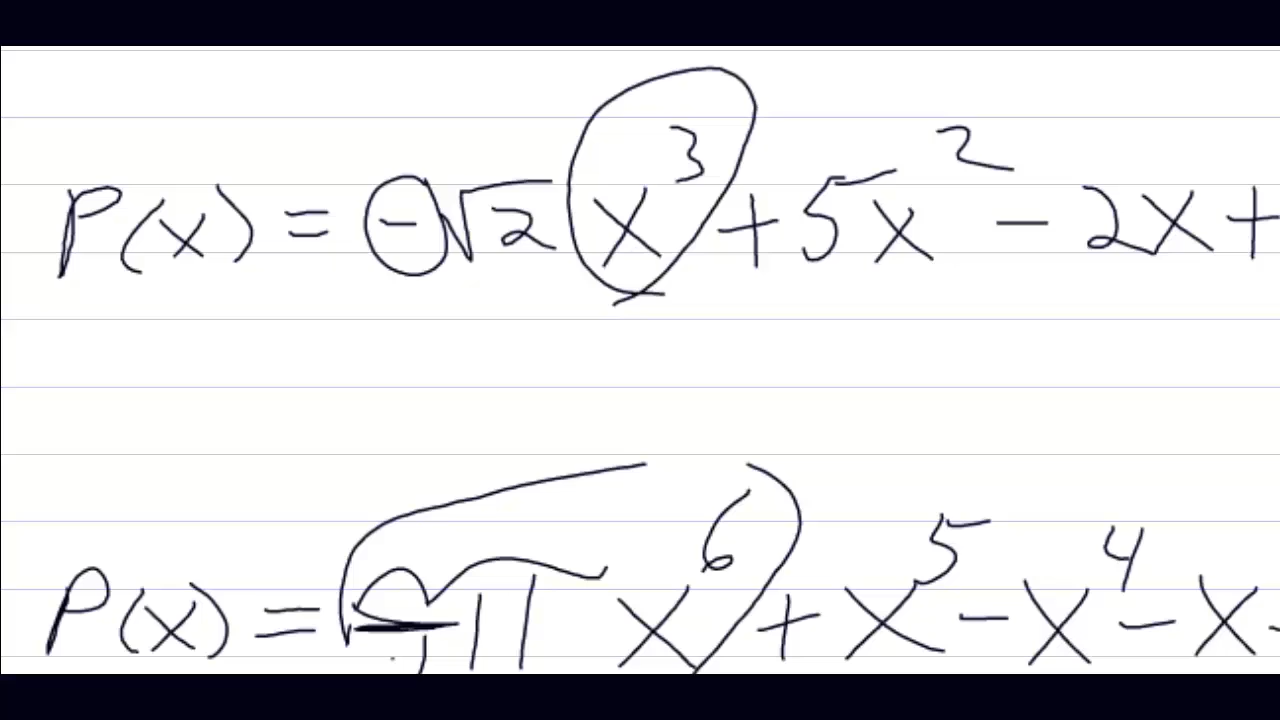 P(x) = -√2 x³ + 5x² - 2x +
P(x) = -π x⁶ + x⁵ - x⁴ - x